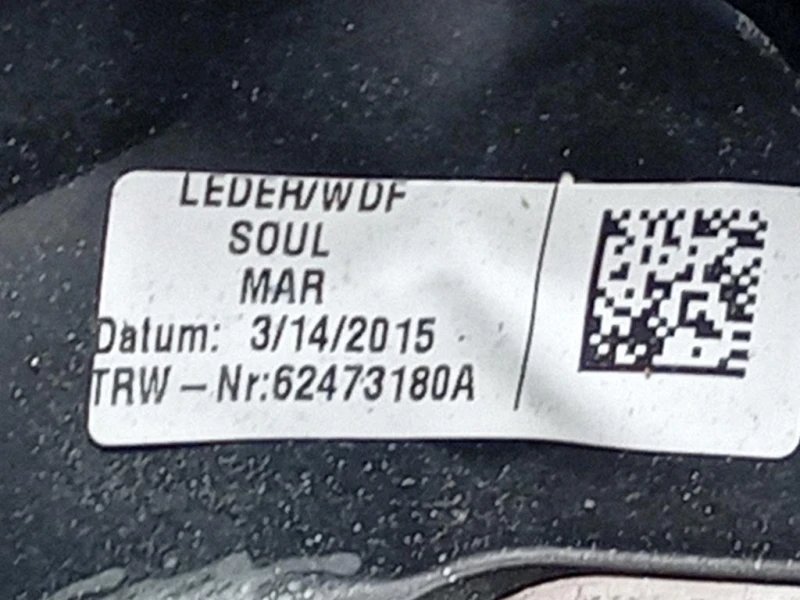 LEDER/WDF
SOUL
MAR
Datum: 3/14/2015
TRW-Nr:62473180A